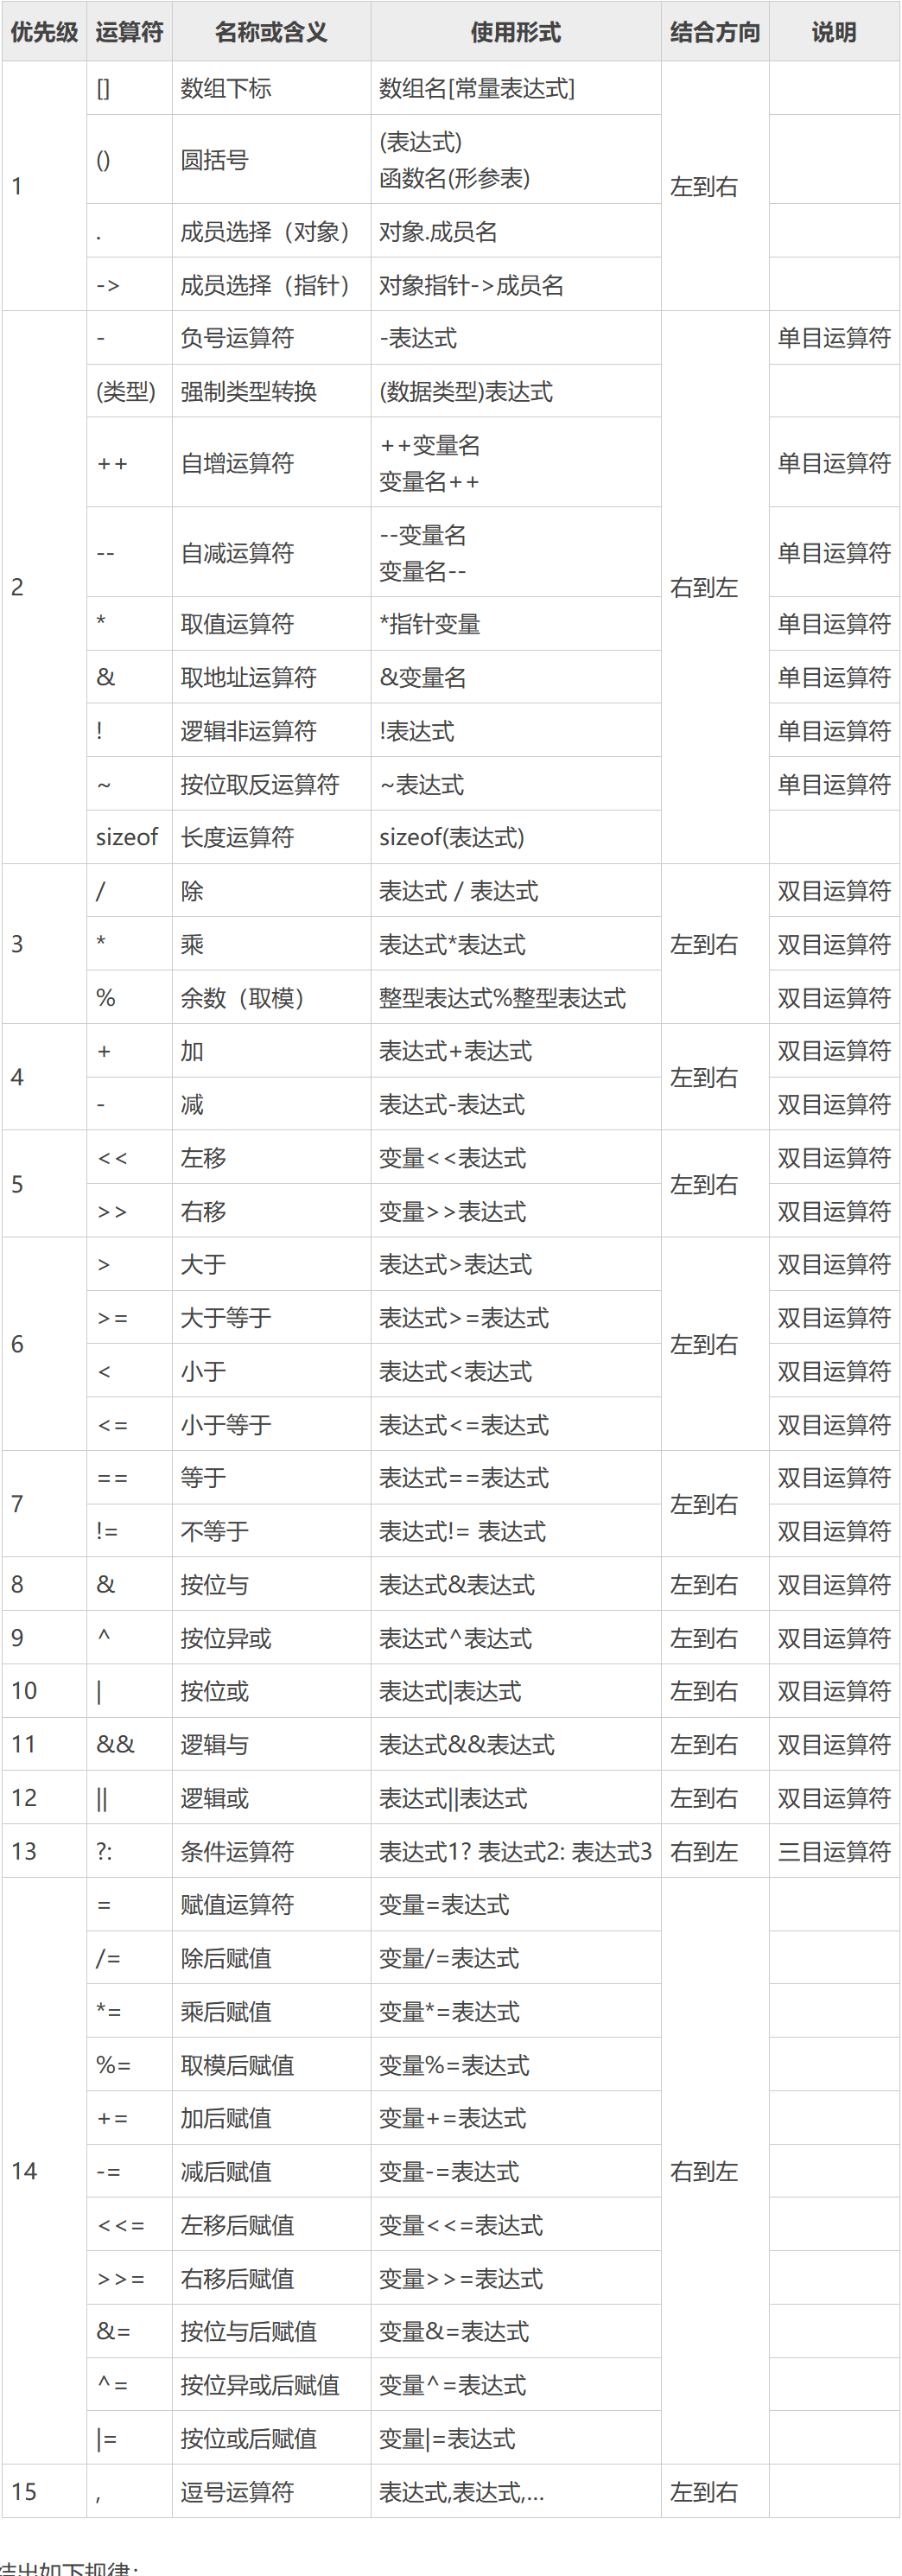 优先级 运算符 名称或含义 使用形式 结合方向 说明
1 [] 数组下标 数组名[常量表达式] 左到右
() 圆括号 (表达式)
函数名(形参表)
. 成员选择（对象） 对象.成员名
-> 成员选择（指针） 对象指针->成员名
2 - 负号运算符 -表达式 右到左 单目运算符
(类型) 强制类型转换 (数据类型)表达式
++ 自增运算符 ++变量名
变量名++ 单目运算符
-- 自减运算符 --变量名
变量名-- 单目运算符
* 取值运算符 *指针变量 单目运算符
& 取地址运算符 &变量名 单目运算符
! 逻辑非运算符 !表达式 单目运算符
~ 按位取反运算符 ~表达式 单目运算符
sizeof 长度运算符 sizeof(表达式)
3 / 除 表达式 / 表达式 左到右 双目运算符
* 乘 表达式*表达式 双目运算符
% 余数（取模） 整型表达式%整型表达式 双目运算符
4 + 加 表达式+表达式 左到右 双目运算符
- 减 表达式-表达式 双目运算符
5 << 左移 变量<<表达式 左到右 双目运算符
>> 右移 变量>>表达式 双目运算符
6 > 大于 表达式>表达式 左到右 双目运算符
>= 大于等于 表达式>=表达式 双目运算符
< 小于 表达式<表达式 双目运算符
<= 小于等于 表达式<=表达式 双目运算符
7 == 等于 表达式==表达式 左到右 双目运算符
!= 不等于 表达式!= 表达式 双目运算符
8 & 按位与 表达式&表达式 左到右 双目运算符
9 ^ 按位异或 表达式^表达式 左到右 双目运算符
10 | 按位或 表达式|表达式 左到右 双目运算符
11 && 逻辑与 表达式&&表达式 左到右 双目运算符
12 || 逻辑或 表达式||表达式 左到右 双目运算符
13 ?: 条件运算符 表达式1? 表达式2: 表达式3 右到左 三目运算符
14 = 赋值运算符 变量=表达式 右到左
/= 除后赋值 变量/=表达式
*= 乘后赋值 变量*=表达式
%= 取模后赋值 变量%=表达式
+= 加后赋值 变量+=表达式
-= 减后赋值 变量-=表达式
<<= 左移后赋值 变量<<=表达式
>>= 右移后赋值 变量>>=表达式
&= 按位与后赋值 变量&=表达式
^= 按位异或后赋值 变量^=表达式
|= 按位或后赋值 变量|=表达式
15 , 逗号运算符 表达式,表达式,… 左到右
结出如下规律：